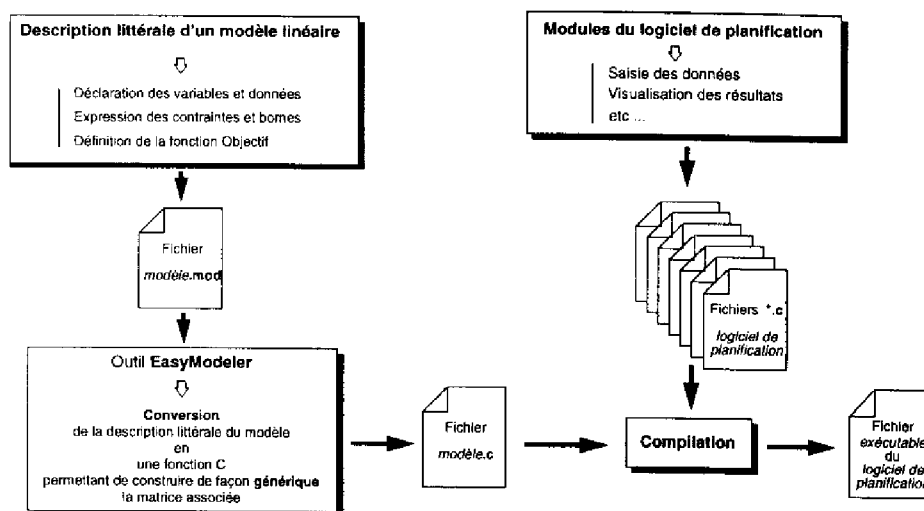 Description littérale d'un modèle linéaire
Déclaration des variables et données
Expression des contraintes et bornes
Définition de la fonction Objectif
Modules du logiciel de planification
Saisie des données
Visualisation des résultats
etc ...
Fichier
modèle.mod
Fichiers *.c
logiciel de
planification
Outil EasyModeler
Conversion
de la description littérale du modèle
en
une fonction C
permettant de construire de façon générique
la matrice associée
Fichier
modèle.c
Compilation
Fichier
exécutable
du
logiciel de
planification